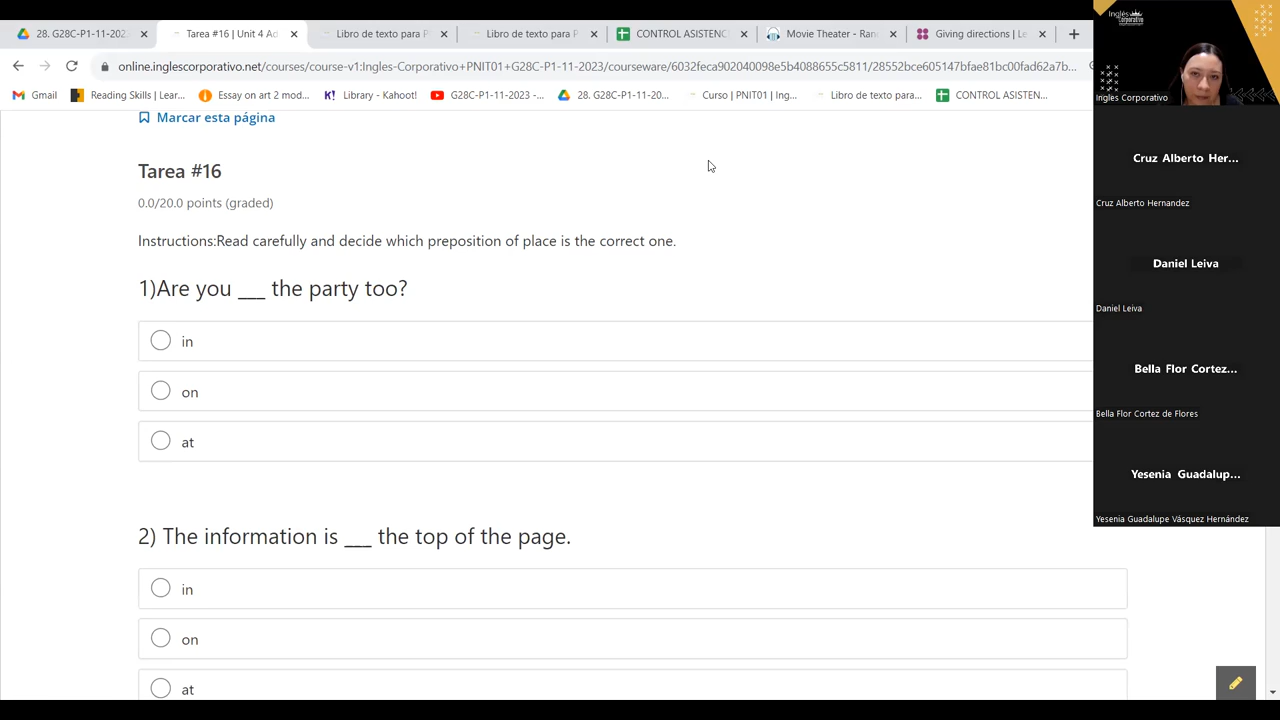 28. G28C-P1-11-202
Tarea #16 | Unit 4 Ad
Libro de texto para
Libro de texto para P
CONTROL ASISTENC
Movie Theater - Ran
Giving directions | Le
online.inglescorporativo.net/courses/course-v1:Ingles-Corporativo+PNIT01+G28C-P1-11-2023/courseware/6032feca902040098e5b4088655c5811/28552bce605147bfae81bc00fad62a7b...
Gmail
Reading Skills | Lear...
Essay on art 2 mod...
Library - Ka
G28C-P1-11-2023 -...
28. G28C-P1-11-20...
Curso | PNIT01 | Ing...
Libro de texto para...
CONTROL ASISTEN...
Marcar esta página
Tarea #16
0.0/20.0 points (graded)
Instructions:Read carefully and decide which preposition of place is the correct one.
1)Are you ___ the party too?
in
on
at
2) The information is ___ the top of the page.
in
on
at
Inglés
Corporativo
Inglés Corporativo
Cruz Alberto Her...
Cruz Alberto Hernandez
Daniel Leiva
Daniel Leiva
Bella Flor Cortez...
Bella Flor Cortez de Flores
Yesenia Guadalup...
Yesenia Guadalupe Vásquez Hernández